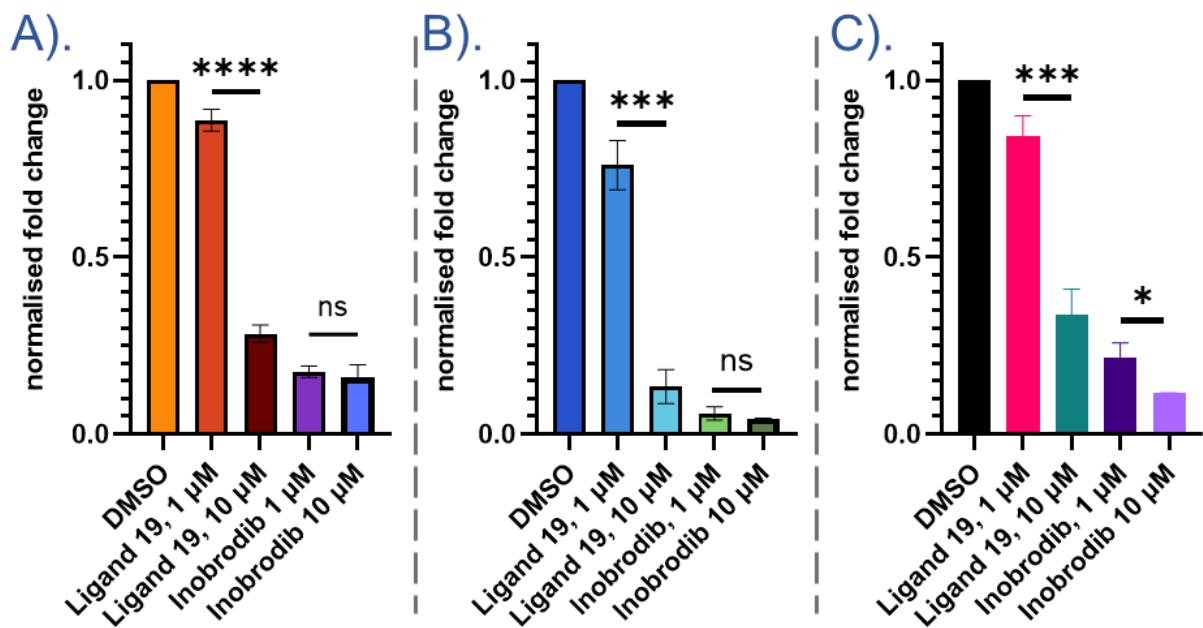 A).
normalised fold change
1.0
0.5
0.0
****
ns
DMSO
Ligand 19, 1 µM
Ligand 19, 10 µM
Inobrodib 1 µM
Inobrodib 10 µM
B).
normalised fold change
1.0
0.5
0.0
***
ns
DMSO
Ligand 19, 1 µM
Ligand 19, 10 µM
Inobrodib, 1 µM
Inobrodib 10 µM
C).
normalised fold change
1.0
0.5
0.0
***
*
DMSO
Ligand 19, 1 µM
Ligand 19, 10 µM
Inobrodib, 1 µM
Inobrodib 10 µM